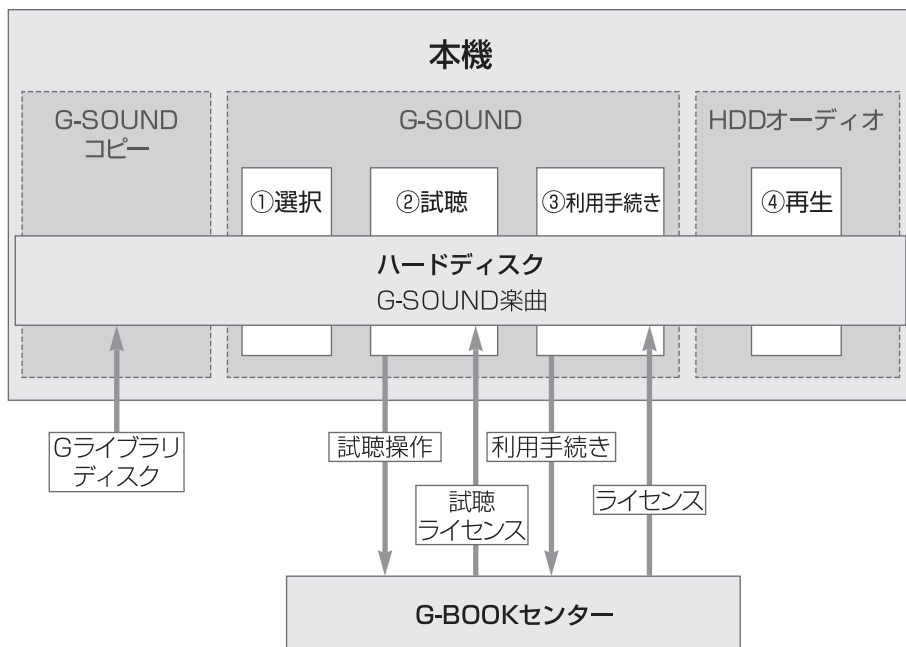 本機
G-SOUND
コピー
G-SOUND
HDDオーディオ
①選択
②試聴
③利用手続き
④再生
ハードディスク
G-SOUND楽曲
Gライブラリ
ディスク
試聴操作
試聴
ライセンス
利用手続き
ライセンス
G-BOOKセンター